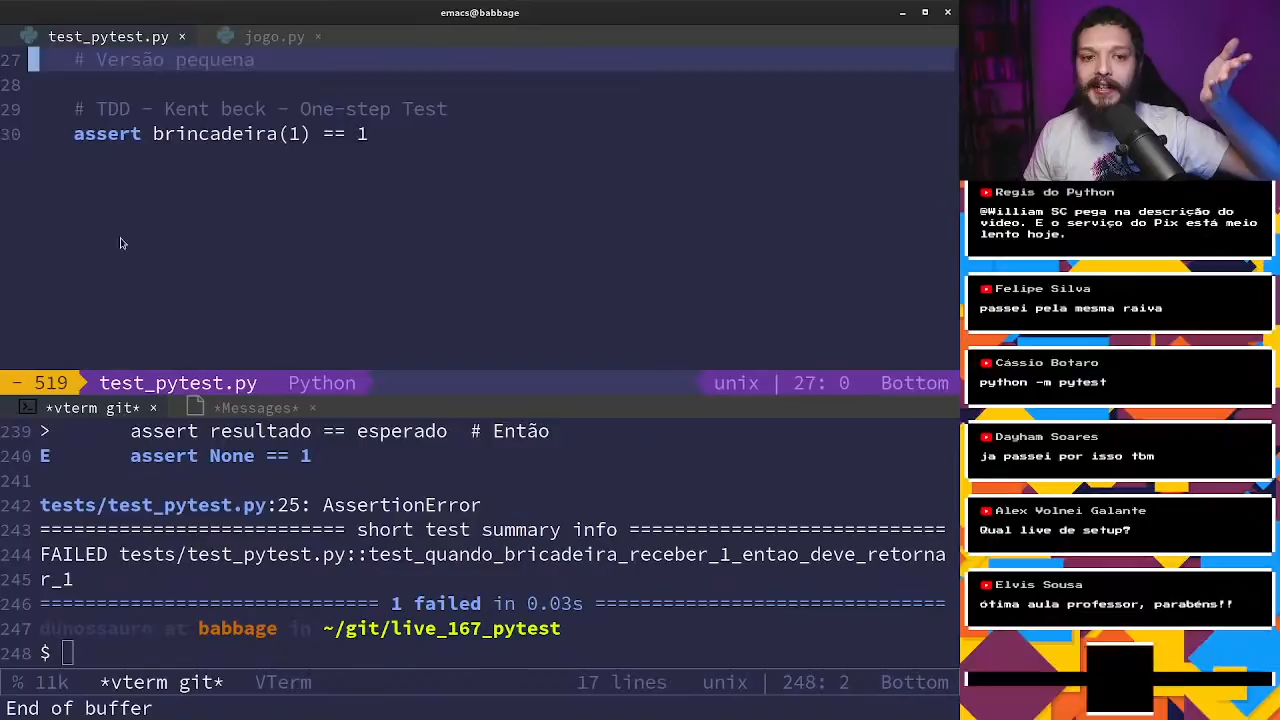 emacs@babbage
test_pytest.py × jogo.py ×
27 # Versão pequena
28
29 # TDD - Kent beck - One-step Test
30 assert brincadeira(1) == 1
- 519 test_pytest.py Python unix | 27: 0 Bottom
*vterm git* × *Messages* ×
239 > assert resultado == esperado # Então
240 E assert None == 1
241
242 tests/test_pytest.py:25: AssertionError
243 =========================== short test summary info ===========================
244 FAILED tests/test_pytest.py::test_quando_bricadeira_receber_1_entao_deve_retorna
245 r_1
246 ============================== 1 failed in 0.03s ===============================
247 dunossauro at babbage in ~/git/live_167_pytest
248 $
% 11k *vterm git* VTerm 17 lines unix | 248: 2 Bottom
End of buffer
Regis do Python
@William SC pega na descrição do
video. E o serviço do Pix está meio
lento hoje.
Felipe Silva
passei pela mesma raiva
Cássio Botaro
python -m pytest
Dayham Soares
ja passei por isso tbm
Alex Volnei Galante
Qual live de setup?
Elvis Sousa
ótima aula professor, parabéns!!